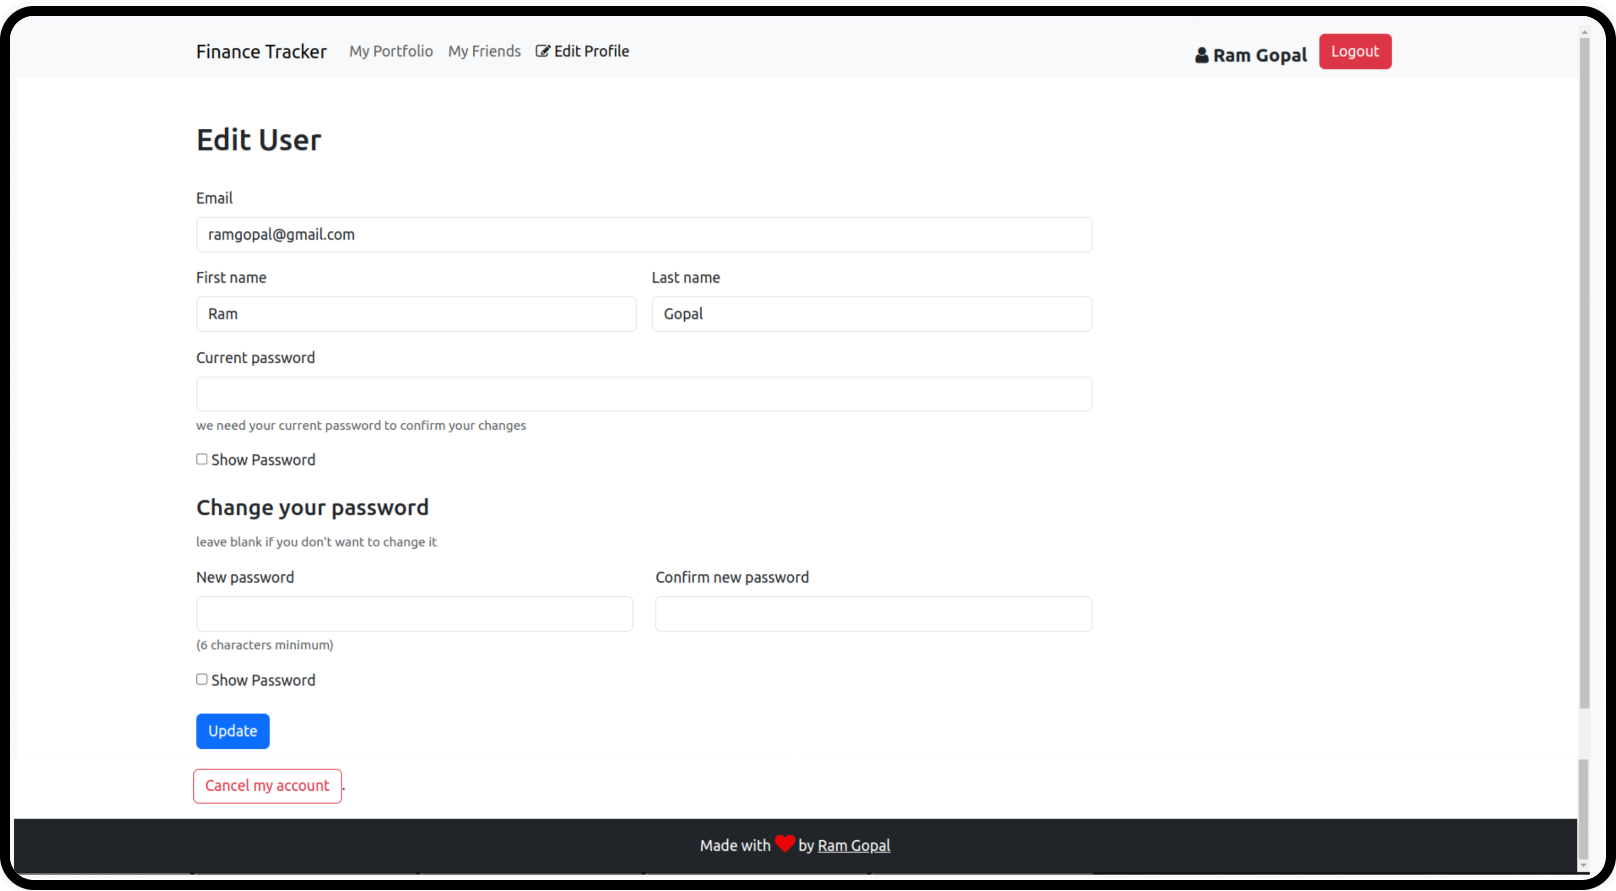 Finance Tracker My Portfolio My Friends Edit Profile Ram Gopal Logout
Edit User
Email
ramgopal@gmail.com
First name Last name
Ram Gopal
Current password
we need your current password to confirm your changes
Show Password
Change your password
leave blank if you don't want to change it
New password Confirm new password
(6 characters minimum)
Show Password
Update
Cancel my account.
Made with ❤ by Ram Gopal